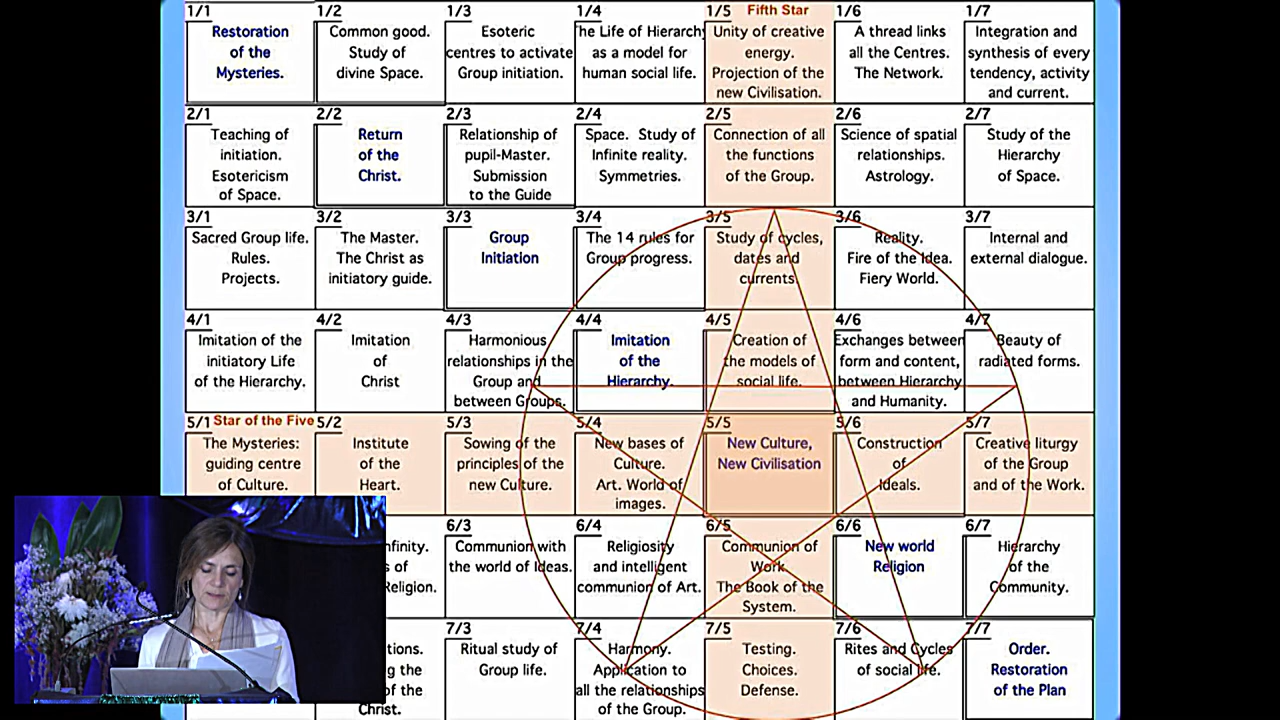 1/1
Restoration
of the
Mysteries.
1/2
Common good.
Study of
divine Space.
1/3
Esoteric
centres to activate
Group initiation.
1/4
The Life of Hierarchy
as a model for
human social life.
1/5 Fifth Star
Unity of creative
energy.
Projection of the
new Civilisation.
1/6
A thread links
all the Centres.
The Network.
1/7
Integration and
synthesis of every
tendency, activity
and current.
2/1
Teaching of
initiation.
Esotericism
of Space.
2/2
Return
of the
Christ.
2/3
Relationship of
pupil-Master.
Submission
to the Guide
2/4
Space. Study of
Infinite reality.
Symmetries.
2/5
Connection of all
the functions
of the Group.
2/6
Science of spatial
relationships.
Astrology.
2/7
Study of the
Hierarchy
of Space.
3/1
Sacred Group life.
Rules.
Projects.
3/2
The Master.
The Christ as
initiatory guide.
3/3
Group
Initiation
3/4
The 14 rules for
Group progress.
3/5
Study of cycles,
dates and
currents
3/6
Reality.
Fire of the Idea.
Fiery World.
3/7
Internal and
external dialogue.
4/1
Imitation of the
initiatory Life
of the Hierarchy.
4/2
Imitation
of
Christ
4/3
Harmonious
relationships in the
Group and
between Groups.
4/4
Imitation
of the
Hierarchy.
4/5
Creation of
the models of
social life.
4/6
Exchanges between
form and content,
between Hierarchy
and Humanity.
4/7
Beauty of
radiated forms.
5/1 Star of the Five
The Mysteries:
guiding centre
of Culture.
5/2
Institute
of the
Heart.
5/3
Sowing of the
principles of the
new Culture.
5/4
New bases of
Culture.
Art. World of
images.
5/5
New Culture,
New Civilisation
5/6
Construction
of
Ideals.
5/7
Creative liturgy
of the Group
and of the Work.
nfinity.
s of
Religion.
6/3
Communion with
the world of Ideas.
6/4
Religiosity
and intelligent
communion of Art.
6/5
Communion of
Work
The Book of the
System.
6/6
New world
Religion
6/7
Hierarchy
of the
Community.
tions.
g the
of the
Christ.
7/3
Ritual study of
Group life.
7/4
Harmony.
Application to
all the relationships
of the Group.
7/5
Testing.
Choices.
Defense.
7/6
Rites and Cycles
of social life.
7/7
Order.
Restoration
of the Plan